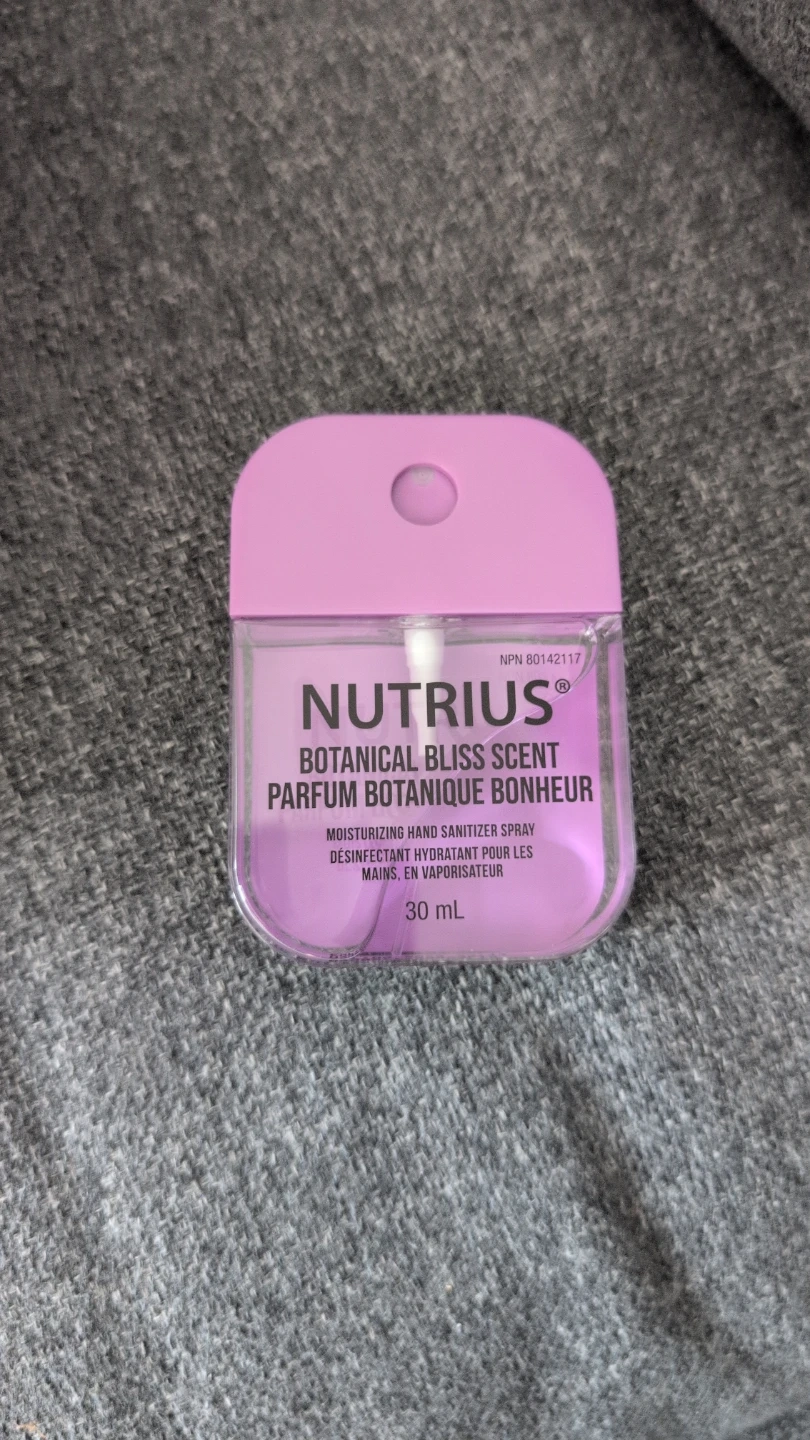 NPN 80142117
NUTRIUS®
BOTANICAL BLISS SCENT
PARFUM BOTANIQUE BONHEUR
MOISTURIZING HAND SANITIZER SPRAY
DÉSINFECTANT HYDRATANT POUR LES
MAINS, EN VAPORISATEUR
30 mL